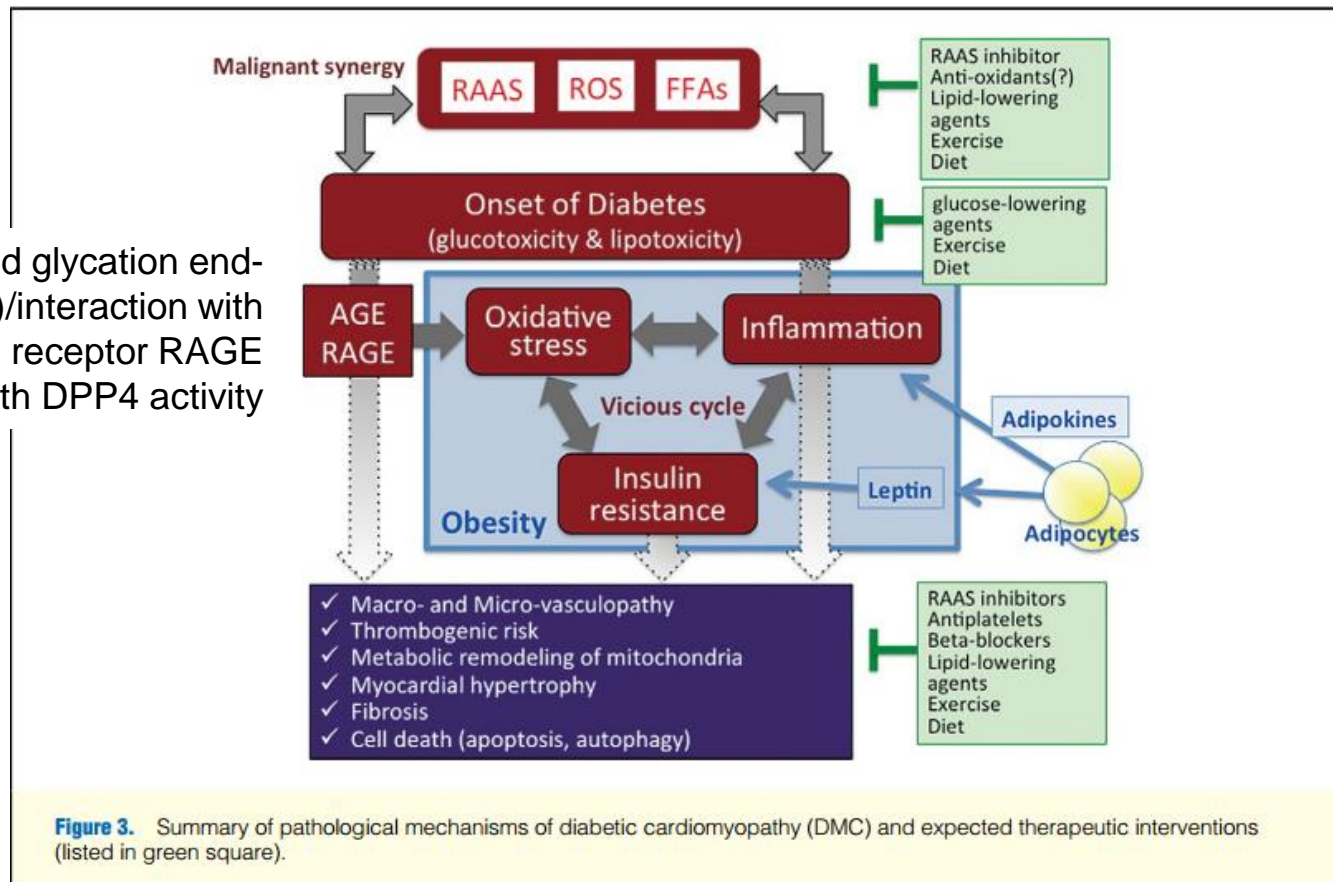 Malignant synergy
RAAS
ROS
FFAs
RAAS inhibitor
Anti-oxidants(?)
Lipid-lowering
agents
Exercise
Diet
Onset of Diabetes
(glucotoxicity & lipotoxicity)
glucose-lowering
agents
Exercise
Diet
d glycation end-
)/interaction with
receptor RAGE
th DPP4 activity
AGE
RAGE
Oxidative
stress
Inflammation
Vicious cycle
Insulin
resistance
Obesity
Adipokines
Leptin
Adipocytes
✓ Macro- and Micro-vasculopathy
✓ Thrombogenic risk
✓ Metabolic remodeling of mitochondria
✓ Myocardial hypertrophy
✓ Fibrosis
✓ Cell death (apoptosis, autophagy)
RAAS inhibitors
Antiplatelets
Beta-blockers
Lipid-lowering
agents
Exercise
Diet
Figure 3. Summary of pathological mechanisms of diabetic cardiomyopathy (DMC) and expected therapeutic interventions
(listed in green square).